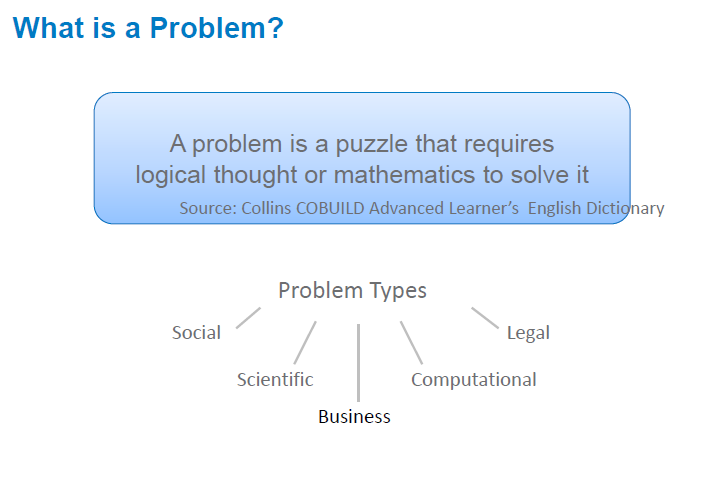 What is a Problem?
A problem is a puzzle that requires
logical thought or mathematics to solve it
Source: Collins COBUILD Advanced Learner’s  English Dictionary
Problem Types
Social
Legal
Scientific
Computational
Business